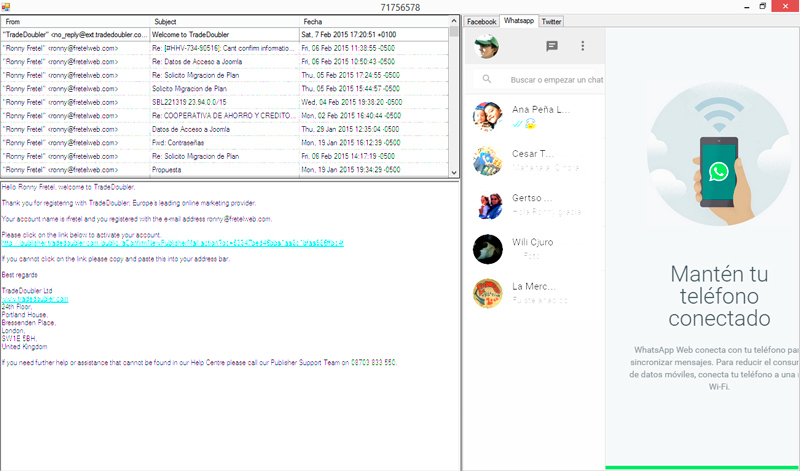 71756578
From Subject Fecha
"TradeDoubler" <no_reply@ext.tradedoubler.co... Welcome to TradeDoubler Sat, 7 Feb 2015 17:20:51 +0100
"Ronny Fretel" <ronny@fretelweb.com> Re: [#HHV-734-90516]: Cant confirm informatio... Fri, 06 Feb 2015 11:38:55 -0500
"Ronny Fretel" <ronny@fretelweb.com> Re: Datos de Acceso a Joomla Fri, 06 Feb 2015 10:50:43 -0500
"Ronny Fretel" <ronny@fretelweb.com> Re: Solicito Migracion de Plan Thu, 05 Feb 2015 17:24:55 -0500
"Ronny Fretel" <ronny@fretelweb.com> Solicito Migracion de Plan Thu, 05 Feb 2015 15:44:57 -0500
"Ronny Fretel" <ronny@fretelweb.com> SBL221319 23.94.0.0/15 Wed, 04 Feb 2015 19:38:20 -0500
"Ronny Fretel" <ronny@fretelweb.com> Re: COOPERATIVA DE AHORRO Y CREDITO... Mon, 02 Feb 2015 16:40:44 -0500
"Ronny Fretel" <ronny@fretelweb.com> Datos de Acceso a Joomla Thu, 29 Jan 2015 12:35:04 -0500
"Ronny Fretel" <ronny@fretelweb.com> Fwd: Contraseñas Mon, 19 Jan 2015 16:12:39 -0500
"Ronny Fretel" <ronny@fretelweb.com> Re: Solicito Migracion de Plan Fri, 06 Feb 2015 14:17:19 -0500
"Ronny Fretel" <ronny@fretelweb.com> Propuesta Mon, 19 Jan 2015 19:34:29 -0500
Hello Ronny Fretel, welcome to TradeDoubler.
Thank you for registering with TradeDoubler: Europe's leading online marketing provider.
Your account name is rfretel and you registered with the e-mail address ronny@fretelweb.com.
Please click on the link below to activate your account.
If you cannot click on the link please copy and paste this into your address bar.
Best regards
TradeDoubler Ltd
www.tradedoubler.com
24th Floor,
Portland House,
Bressenden Place,
London,
SW1E 5BH,
United Kingdom
If you need further help or assistance that cannot be found in our Help Centre please call our Publisher Support Team on 08703 833 550.
Facebook Whatsapp Twitter
Buscar o empezar un chat
Ana Peña L...
Cesar T...
Gertso ...
Hola Ronny gracia
Wili Cjuro
Foto
La Merc...
Mantén tu
teléfono
conectado
WhatsApp Web conecta con tu teléfono pa
sincronizar mensajes. Para reducir el consu
de datos móviles, conecta tu teléfono a una
Wi-Fi.